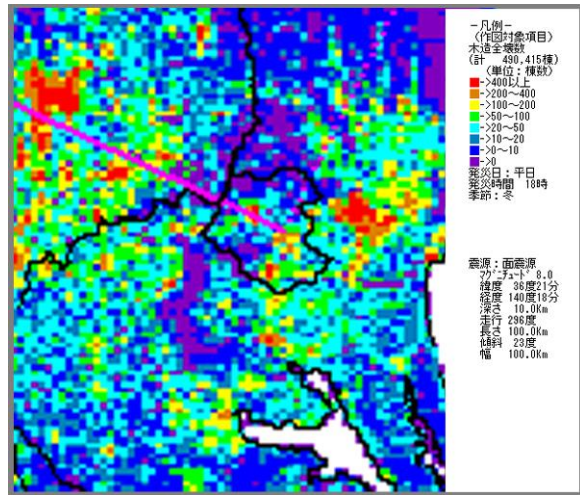 －凡例－
(作図対象項目)
木造全壊数
(計 490,415棟)
(単位：棟数)
->400以上
->200～400
->100～200
->50～100
->20～50
->10～20
->0～10
->0
発災日：平日
発災時間 18時
季節：冬
震源：面震源
マグニチュード 8.0
緯度 36度21分
経度 140度18分
深さ 10.0Km
走行 296度
長さ 100.0Km
傾斜 23度
幅 100.0Km